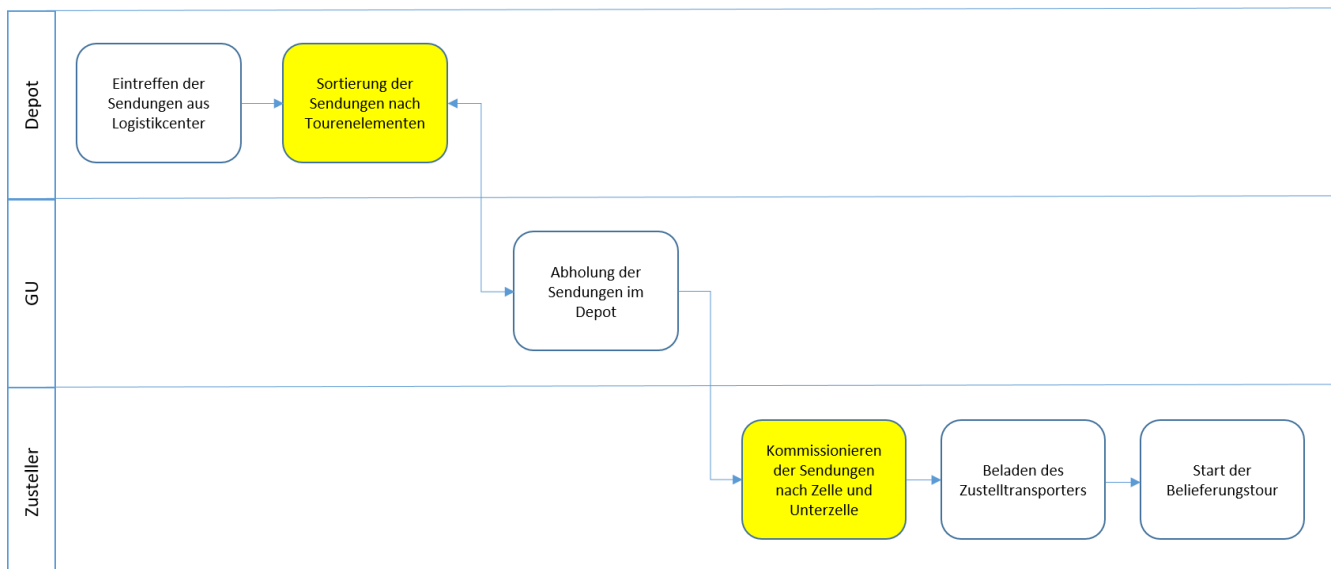 Depot
Eintreffen der
Sendungen aus
Logistikcenter
Sortierung der
Sendungen nach
Tourenelementen
GU
Abholung der
Sendungen im
Depot
Zusteller
Kommissionieren
der Sendungen
nach Zelle und
Unterzelle
Beladen des
Zustelltransporters
Start der
Belieferungstour